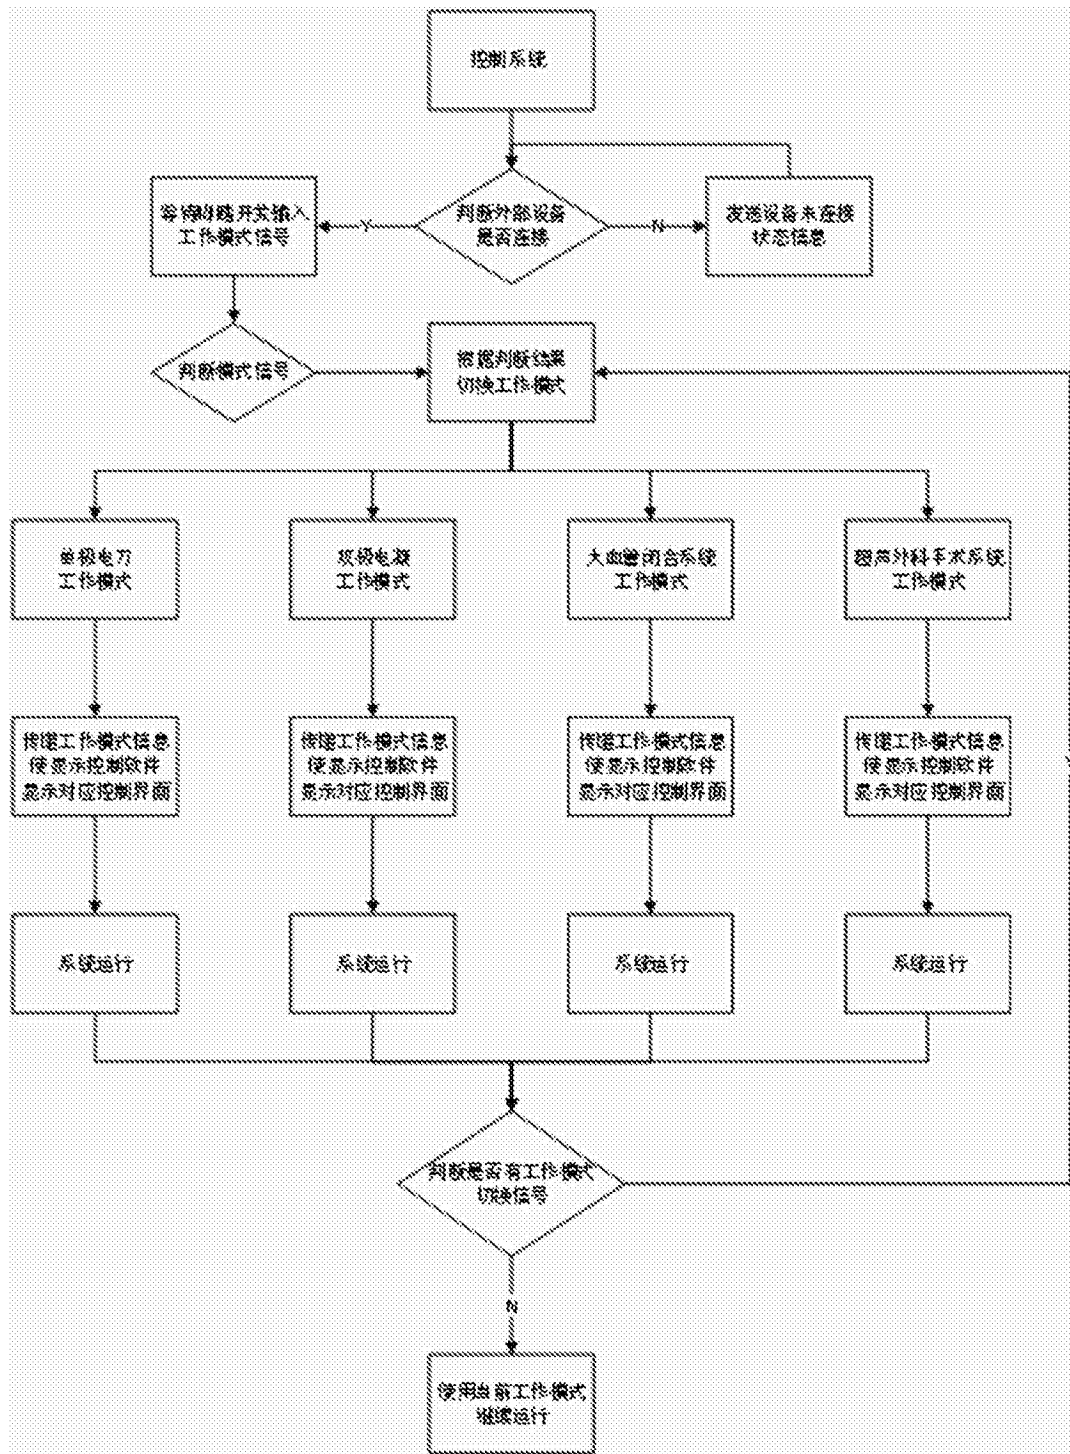 控制系统
等待母踏开发输入
工作模式信号
Y
判断外部设备
是否连接
N
发送设备未连接
状态信息
判断模式信号
依据判断结果
切换工作模式
单极电刀
工作模式
双极电凝
工作模式
大血管闭合系统
工作模式
超声外科手术系统
工作模式
传递工作模式信息
使显示控制软件
显示对应控制界面
传递工作模式信息
使显示控制软件
显示对应控制界面
传递工作模式信息
使显示控制软件
显示对应控制界面
传递工作模式信息
使显示控制软件
显示对应控制界面
Y
系统运行
系统运行
系统运行
系统运行
判断是否有工作模式
切换信号
N
使用当前工作模式
继续运行